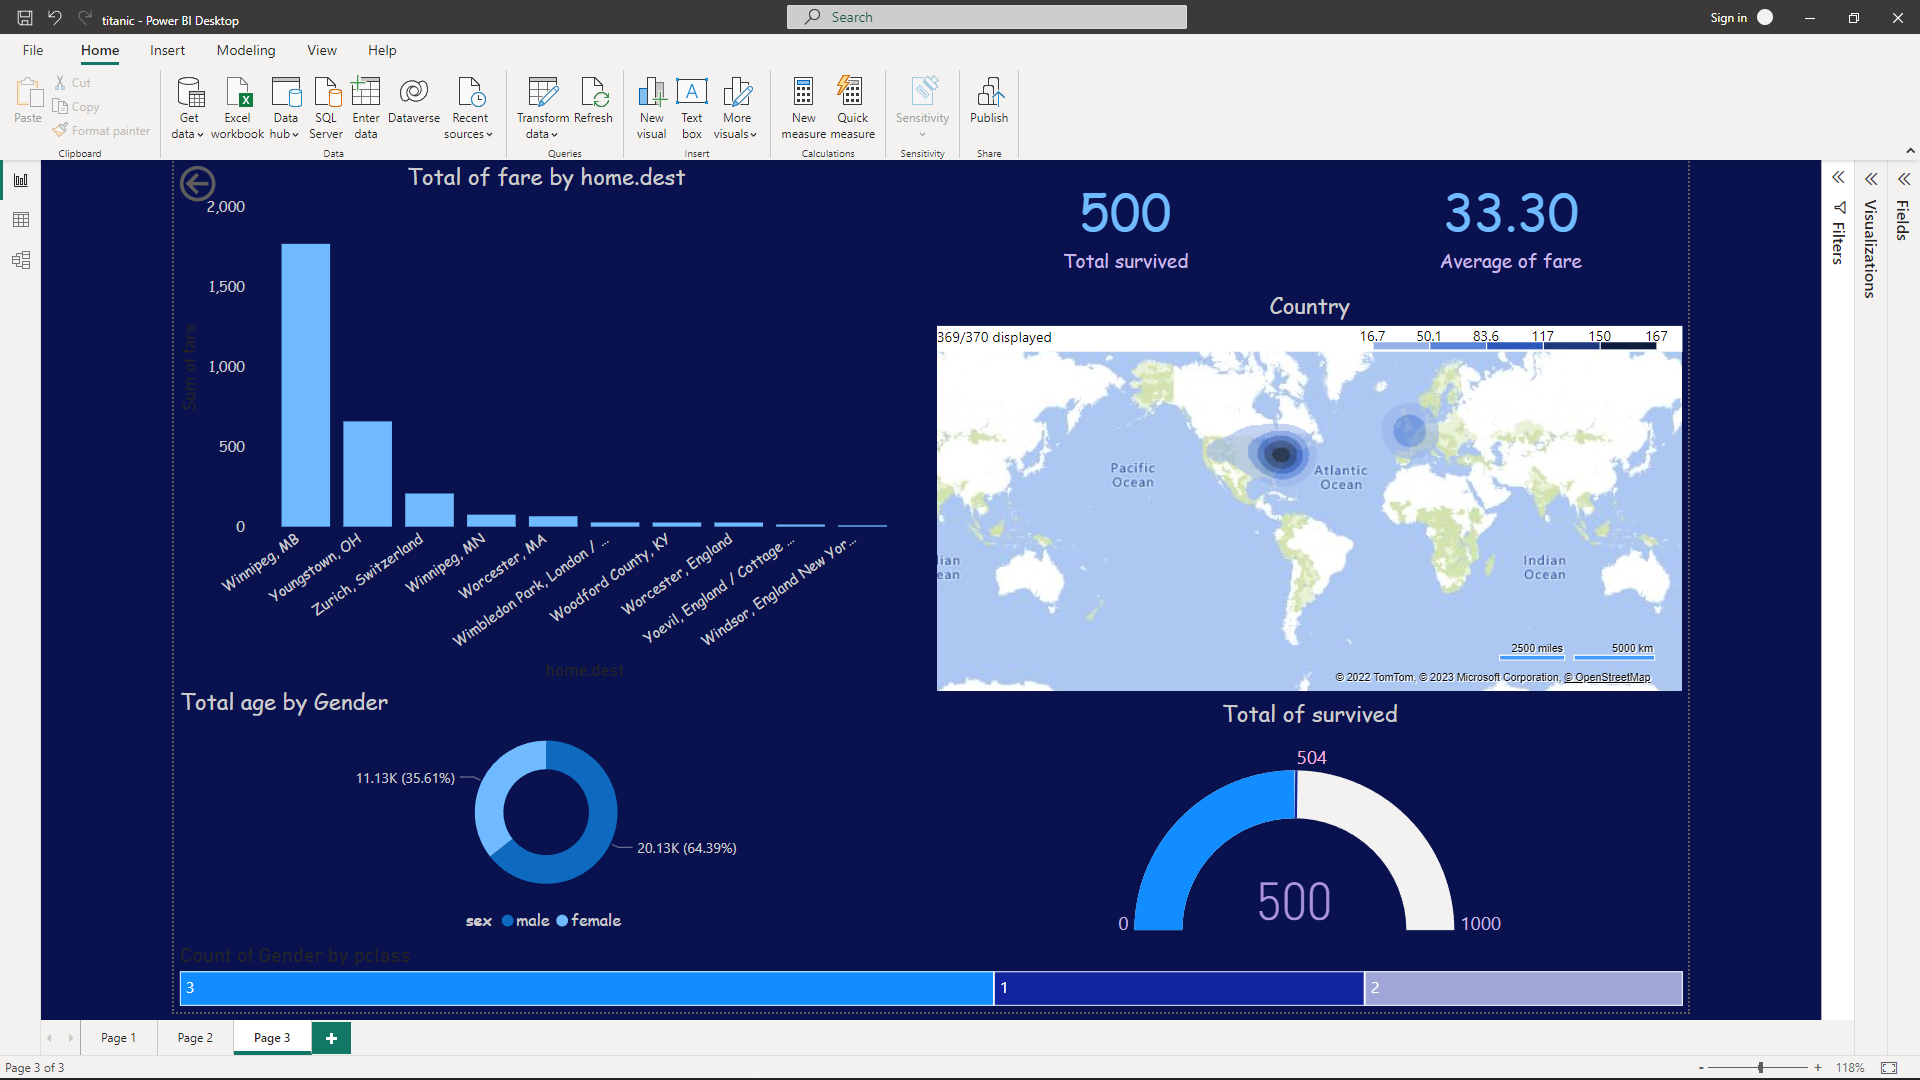 titanic - Power BI Desktop
Search
Sign in
File
Home
Insert
Modeling
View
Help
Paste
Cut
Copy
Format painter
Clipboard
Get data
Excel workbook
Data hub
SQL Server
Enter data
Dataverse
Recent sources
Data
Transform data
Refresh
Queries
New visual
Text box
More visuals
Insert
New measure
Quick measure
Calculations
Sensitivity
Sensitivity
Publish
Share
Total of fare by home.dest
2,000
1,500
1,000
500
0
Sum of fare
Winnipeg, MB
Youngstown, OH
Zurich, Switzerland
Winnipeg, MN
Worcester, MA
Wimbledon Park, London / ...
Woodford County, KY
Worcester, England
Yoevil, England / Cottage ...
Windsor, England New Yor...
home.dest
500
Total survived
33.30
Average of fare
Country
369/370 displayed
16.7 50.1 83.6 117 150 167
Pacific Ocean
Atlantic Ocean
Indian Ocean
ian
ean
2500 miles
5000 km
© 2022 TomTom, © 2023 Microsoft Corporation, © OpenStreetMap
Total age by Gender
11.13K (35.61%)
20.13K (64.39%)
sex male female
Total of survived
504
0
500
1000
Count of Gender by pclass
3
1
2
Filters
Visualizations
Fields
Page 1
Page 2
Page 3
Page 3 of 3
118%